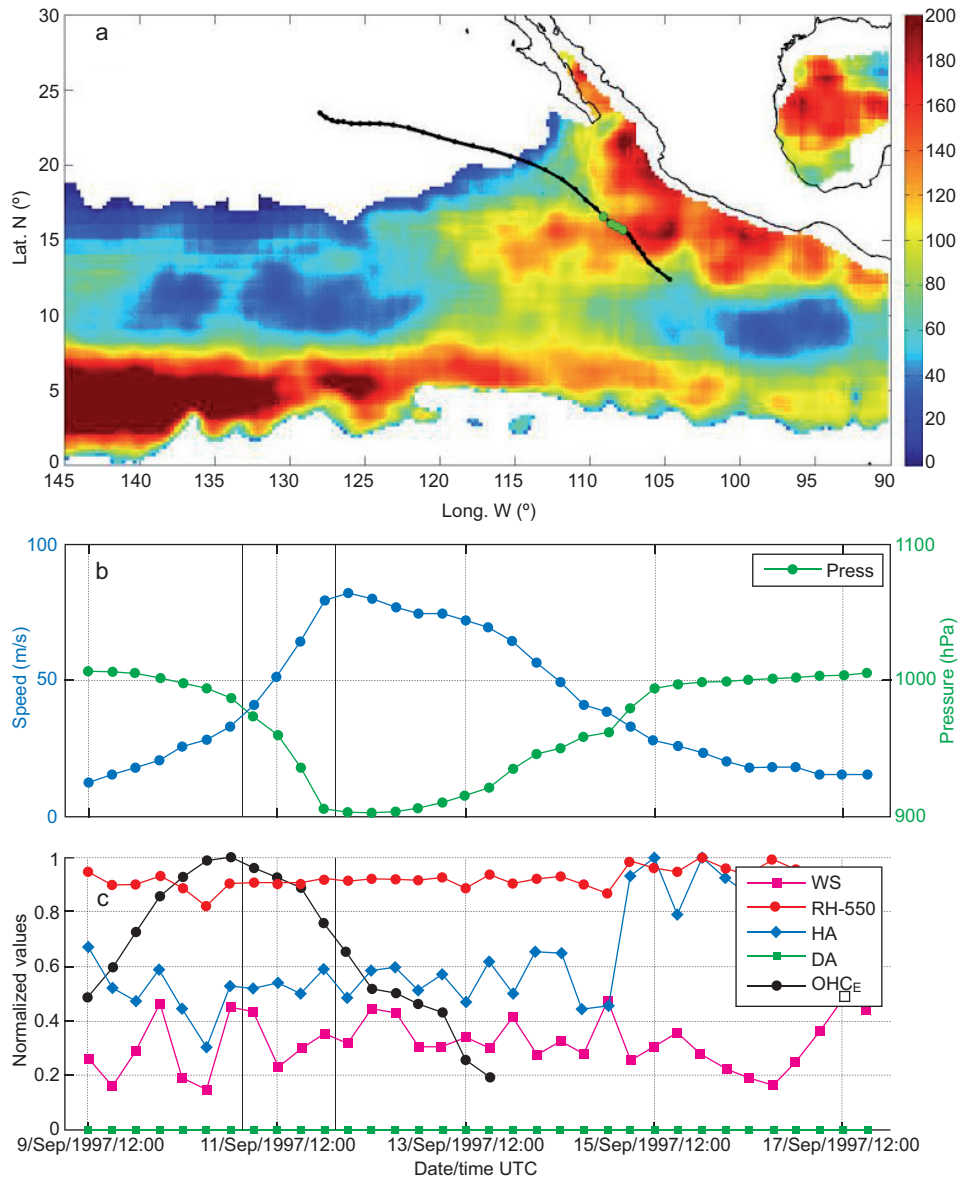 a
30
25
20
15
10
5
0
Lat. N (º)
145
140
135
130
125
120
115
110
105
100
95
90
Long. W (º)
200
180
160
140
120
100
80
60
40
20
0
b
100
50
0
Speed (m/s)
1100
1000
900
Pressure (hPa)
Press
c
1
0.8
0.6
0.4
0.2
0
Normalized values
WS
RH-550
HA
DA
OHCE
9/Sep/1997/12:00
11/Sep/1997/12:00
13/Sep/1997/12:00
15/Sep/1997/12:00
17/Sep/1997/12:00
Date/time UTC